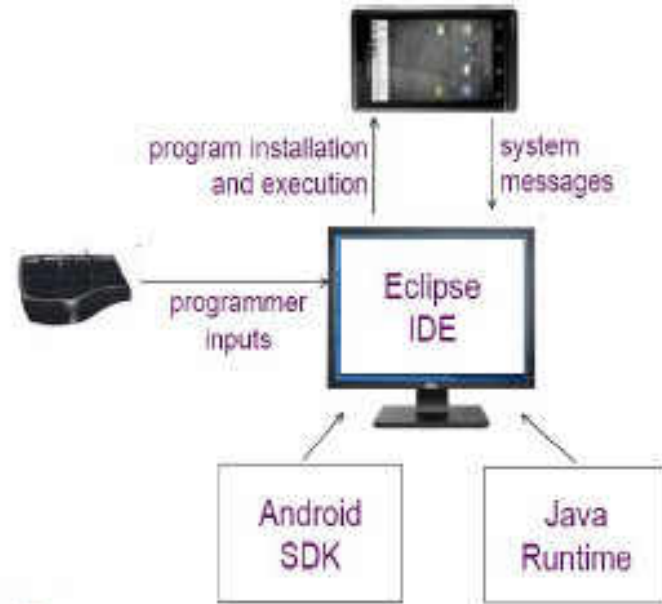 program installation
and execution
system
messages
programmer
inputs
Eclipse
IDE
Android
SDK
Java
Runtime